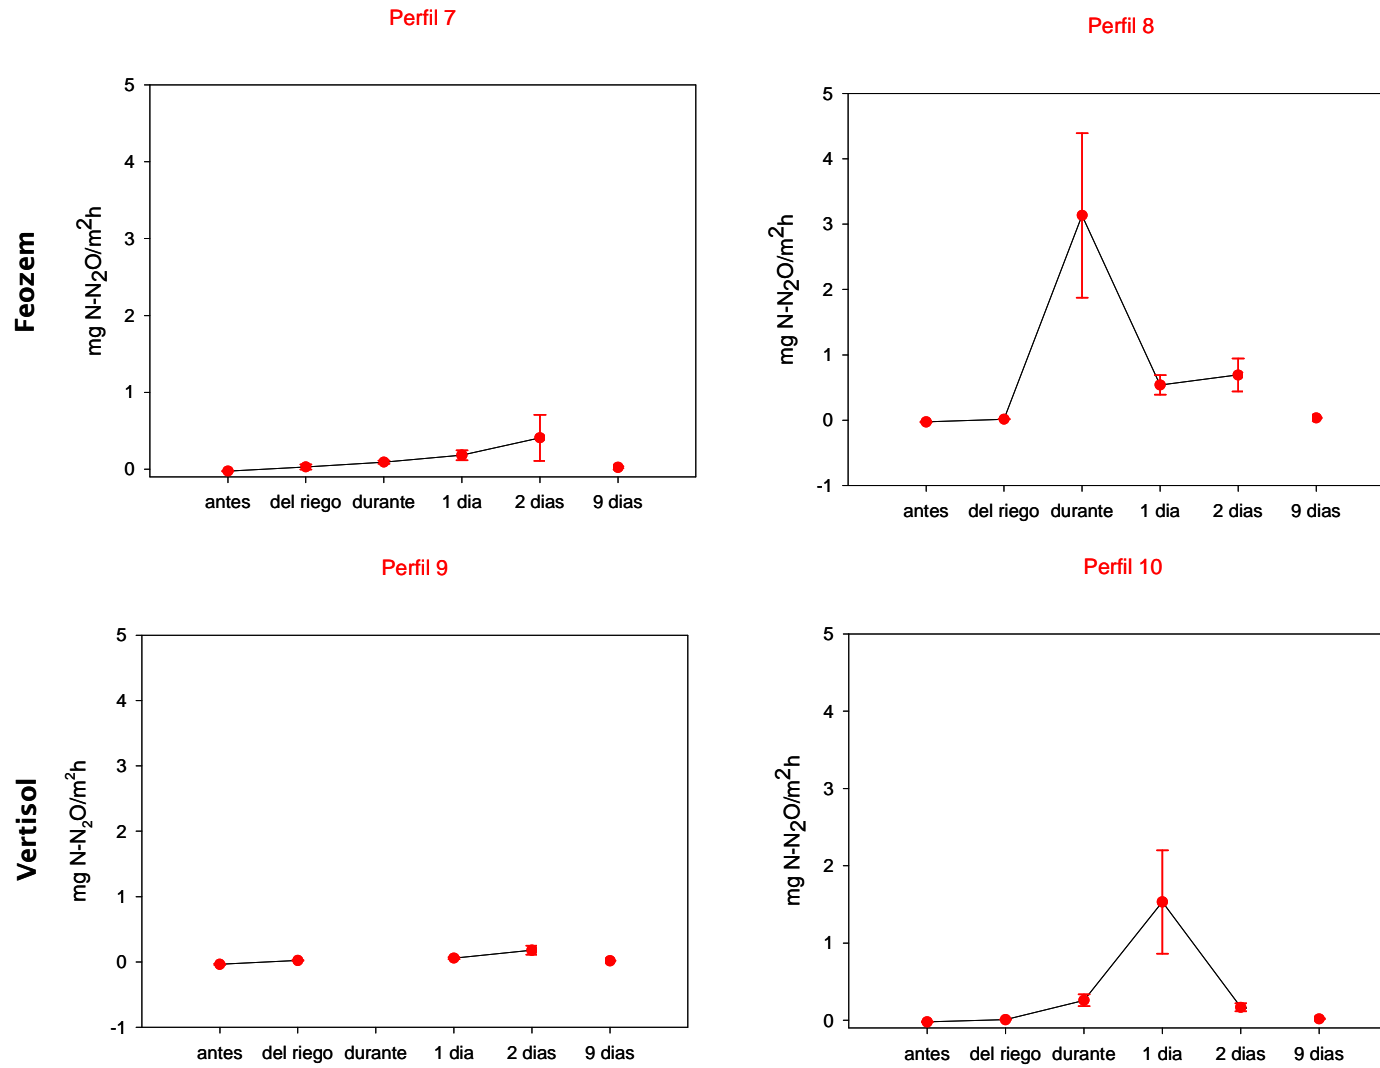 Perfil 7
Feozem
mg N-N2O/m2h
5
4
3
2
1
0
antes del riego durante 1 dia 2 dias 9 dias
Perfil 8
mg N-N2O/m2h
5
4
3
2
1
0
-1
antes del riego durante 1 dia 2 dias 9 dias
Perfil 9
Vertisol
mg N-N2O/m2h
5
4
3
2
1
0
-1
antes del riego durante 1 dia 2 dias 9 dias
Perfil 10
mg N-N2O/m2h
5
4
3
2
1
0
antes del riego durante 1 dia 2 dias 9 dias